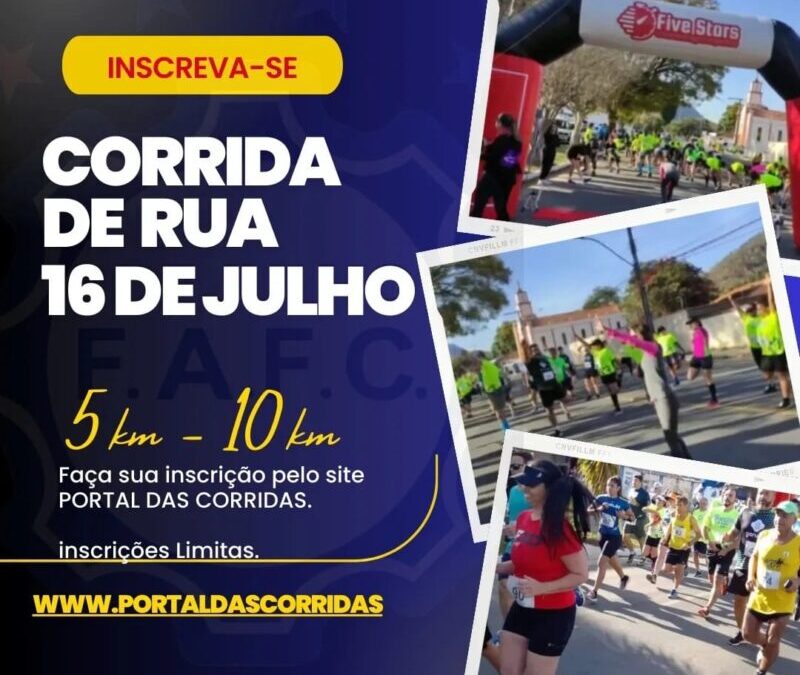 INSCREVA-SE
Five Stars
CORRIDA
DE RUA
16 DE JULHO
F.A.F.C.
5 km - 10 km
Faça sua inscrição pelo site
PORTAL DAS CORRIDAS.
inscrições Limitas.
WWW.PORTALDASCORRIDAS